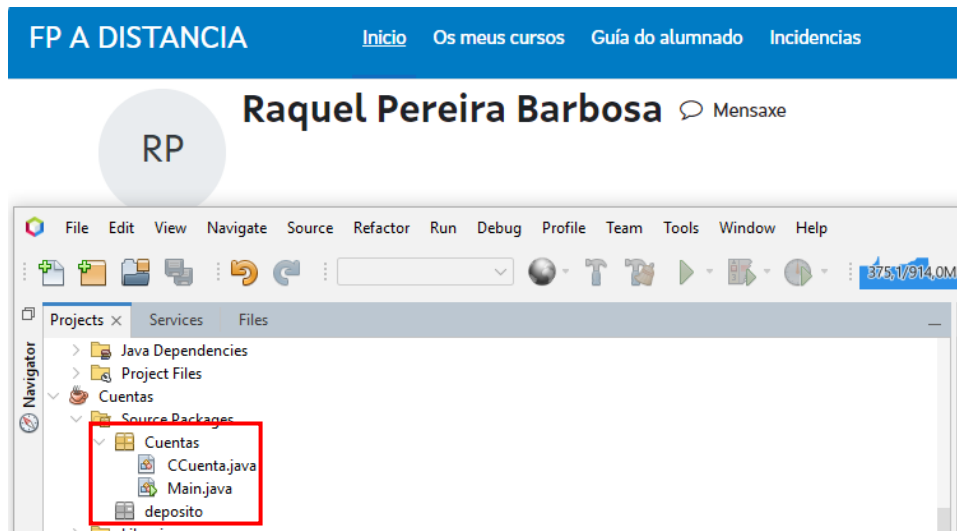 FP A DISTANCIA Inicio Os meus cursos Guía do alumnado Incidencias
Raquel Pereira Barbosa Mensaxe
RP
File Edit View Navigate Source Refactor Run Debug Profile Team Tools Window Help
375,1/914,0M
Projects Services Files
Navigator
Java Dependencies
Project Files
Cuentas
Source Packages
Cuentas
CCuenta.java
Main.java
deposito